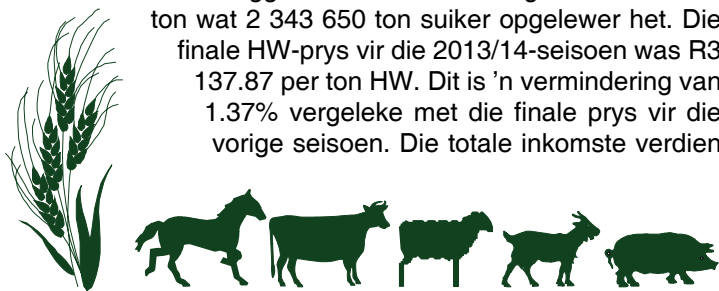 ton wat 2 343 650 ton suiker opgelewer het. Die
finale HW-prys vir die 2013/14-seisoen was R3
137.87 per ton HW. Dit is ’n vermindering van
1.37% vergeleke met die finale prys vir die
vorige seisoen. Die totale inkomste verdien